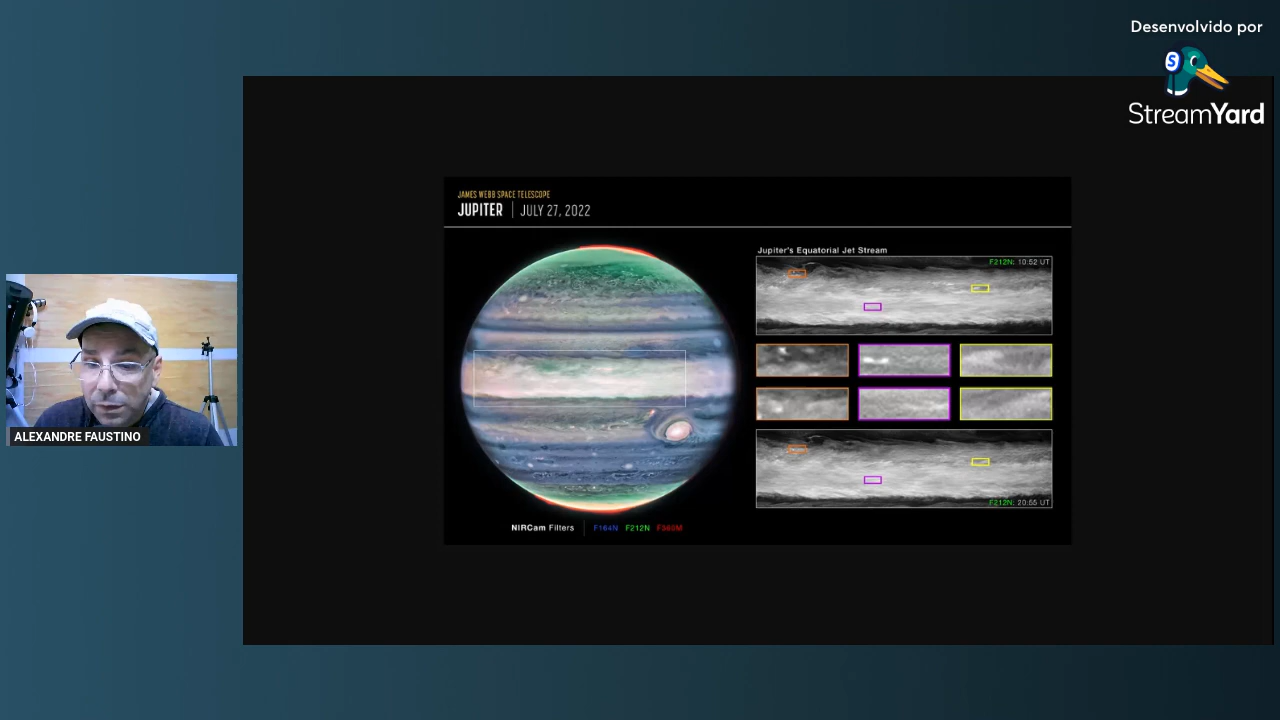 Desenvolvido por
StreamYard
JAMES WEBB SPACE TELESCOPE
JUPITER | JULY 27, 2022
Jupiter's Equatorial Jet Stream
F212N: 10:52 UT
ALEXANDRE FAUSTINO
F212N: 20:55 UT
NIRCam Filters | F164N F212N F360M